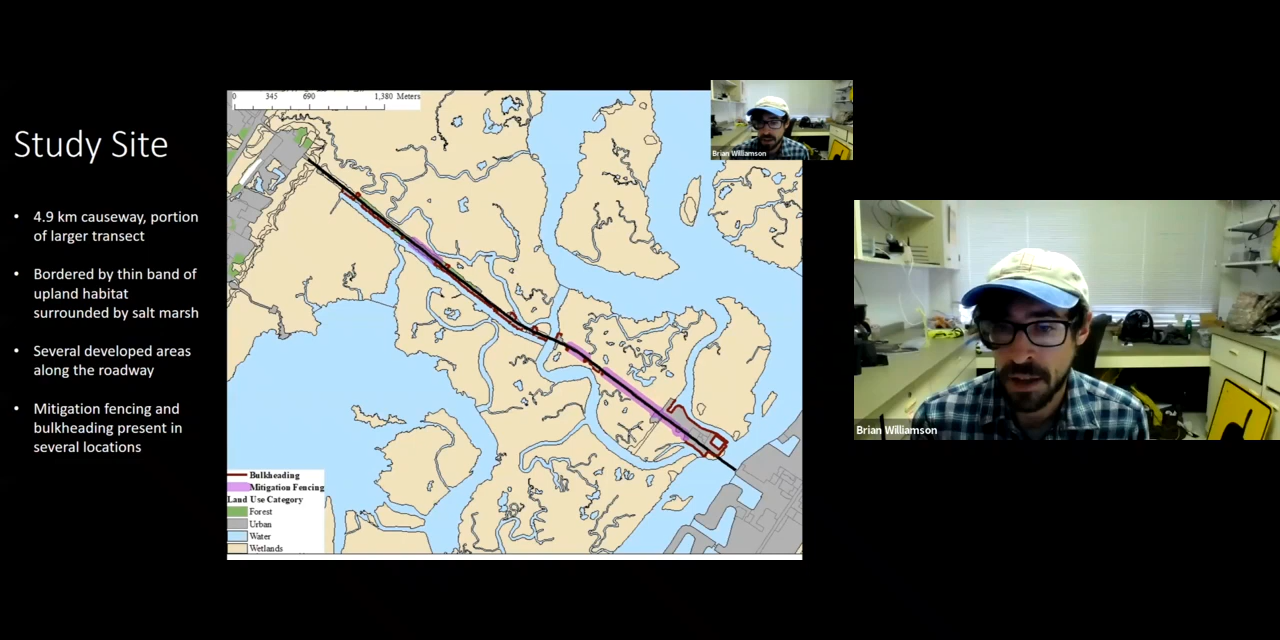 Study Site
• 4.9 km causeway, portion
of larger transect
• Bordered by thin band of
upland habitat
surrounded by salt marsh
• Several developed areas
along the roadway
• Mitigation fencing and
bulkheading present in
several locations
0 345 690 1,380 Meters
Bulkheading
Mitigation Fencing
Land Use Category
Forest
Urban
Water
Wetlands
Brian Williamson
Brian Williamson